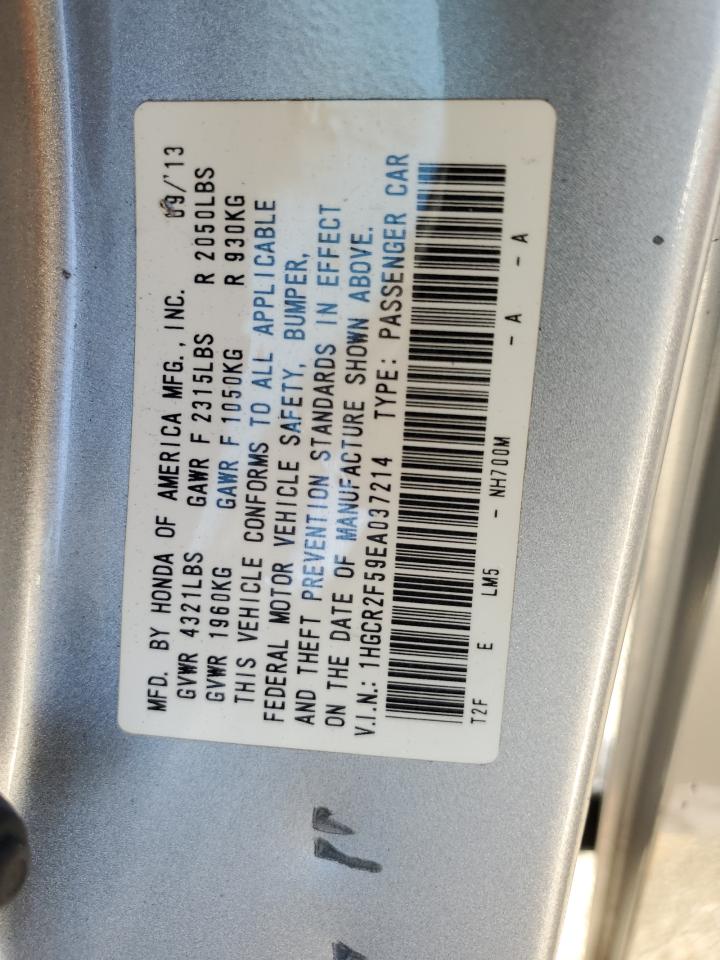 MFD. BY HONDA OF AMERICA MFG., INC. 09/'13
GVWR 4321LBS GAWR F 2315LBS R 2050LBS
GVWR 1960KG GAWR F 1050KG R 930KG
THIS VEHICLE CONFORMS TO ALL APPLICABLE
FEDERAL MOTOR VEHICLE SAFETY, BUMPER,
AND THEFT PREVENTION STANDARDS IN EFFECT
ON THE DATE OF MANUFACTURE SHOWN ABOVE.
V.I.N.: 1HGCR2F59EA037214 TYPE: PASSENGER CAR
T2F E LM5 - NH700M - A - A